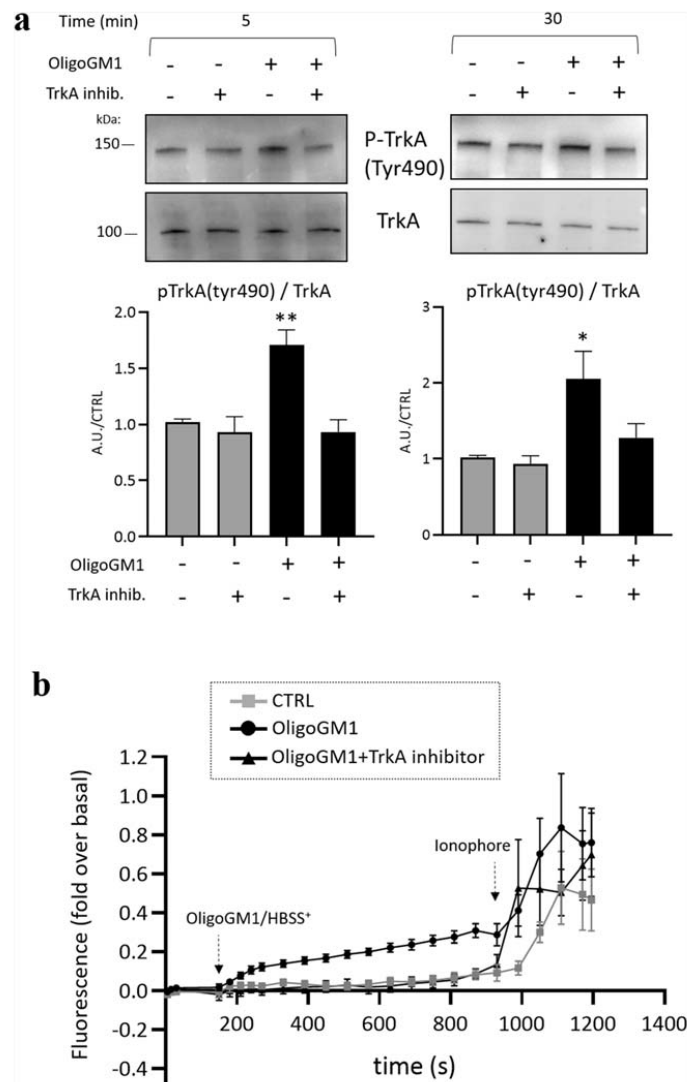 a
Time (min) 5 30
OligoGM1 - - + + - - + +
TrkA inhib. - + - + - + - +
kDa:
150
P-TrkA
(Tyr490)
100
TrkA
pTrkA(tyr490) / TrkA pTrkA(tyr490) / TrkA
2.0 ** 3 *
1.5
A.U./CTRL 1.0 A.U./CTRL 2
0.5 1
0.0 0
OligoGM1 - - + + - - + +
TrkA inhib. - + - + - + - +
b
CTRL
OligoGM1
OligoGM1+TrkA inhibitor
Fluorescence (fold over basal)
1.2
1.0
0.8
Ionophore
0.6
0.4
OligoGM1/HBSS⁺
0.2
0.0
200 400 600 800 1000 1200 1400
-0.2
-0.4
time (s)